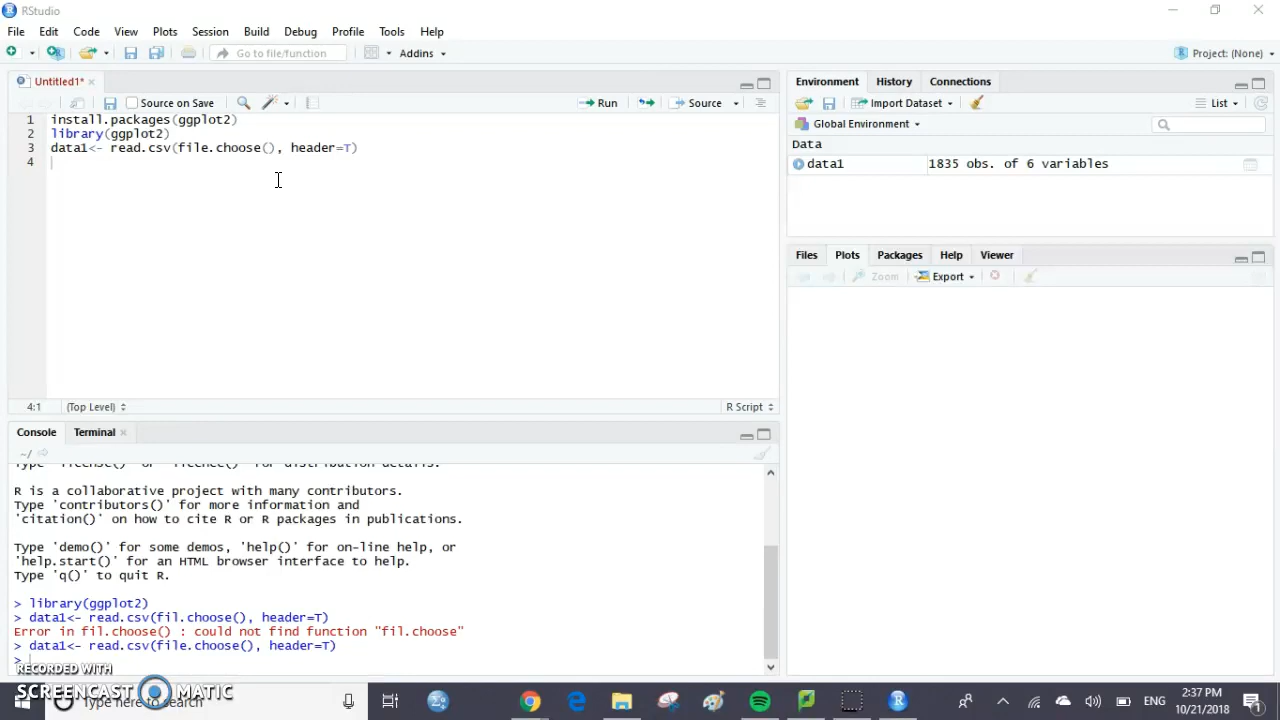 RStudio
File Edit Code View Plots Session Build Debug Profile Tools Help
Go to file/function Addins Project: (None)
Untitled1*
Source on Save Run Source
1 install.packages(ggplot2)
2 library(ggplot2)
3 data1<- read.csv(file.choose(), header=T)
4
4:1 (Top Level) R Script
Console Terminal
~/
Type 'license()' or 'licence()' for distribution details.
R is a collaborative project with many contributors.
Type 'contributors()' for more information and
'citation()' on how to cite R or R packages in publications.
Type 'demo()' for some demos, 'help()' for on-line help, or
'help.start()' for an HTML browser interface to help.
Type 'q()' to quit R.
> library(ggplot2)
> data1<- read.csv(fil.choose(), header=T)
Error in fil.choose() : could not find function "fil.choose"
> data1<- read.csv(file.choose(), header=T)
>
Environment History Connections
Import Dataset List
Global Environment
Data
data1 1835 obs. of 6 variables
Files Plots Packages Help Viewer
Zoom Export
RECORDED WITH
SCREENCAST MATIC
Type here to search
ENG
2:37 PM
10/21/2018
1